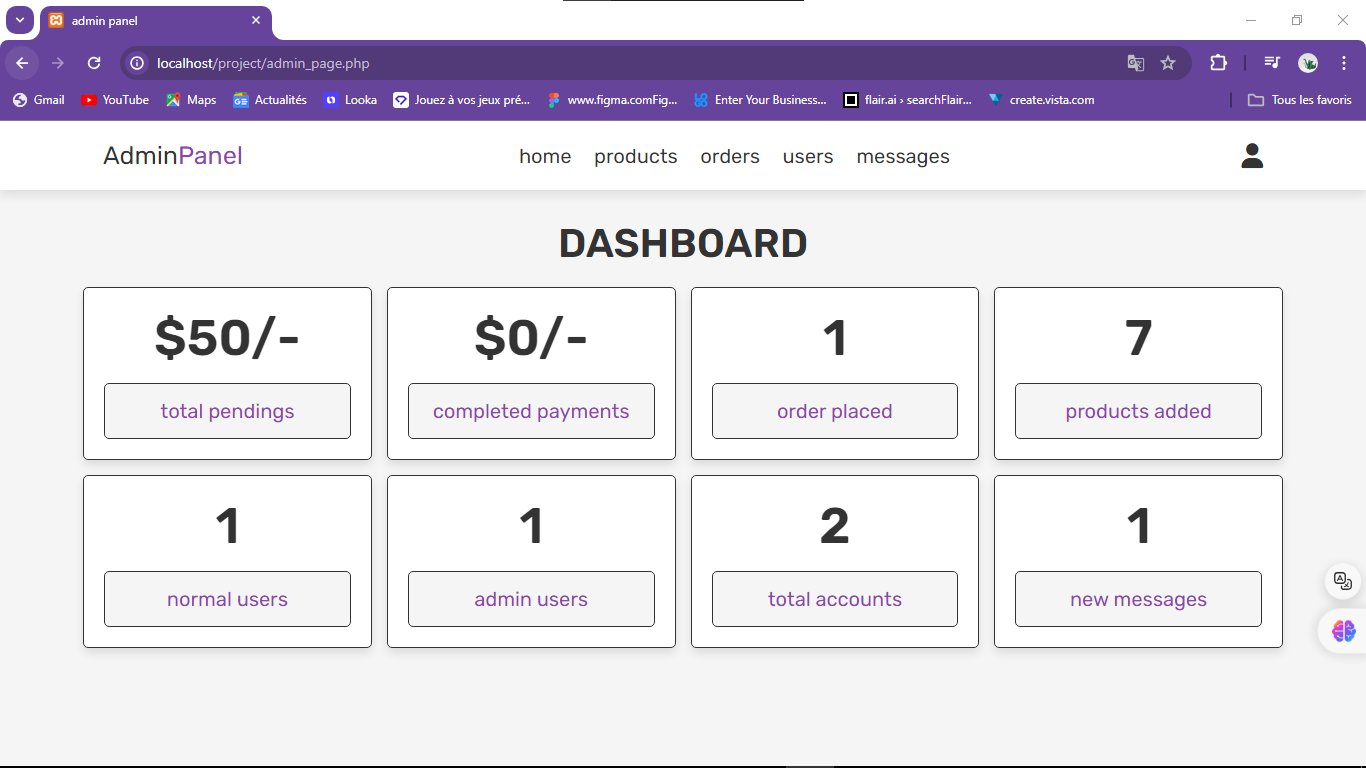 admin panel
localhost/project/admin_page.php
Gmail YouTube Maps Actualités Looka Jouez à vos jeux pré... www.figma.comFig... Enter Your Business... flair.ai › searchFlair... create.vista.com Tous les favoris
AdminPanel home products orders users messages
DASHBOARD
$50/- $0/- 1 7
total pendings completed payments order placed products added
1 1 2 1
normal users admin users total accounts new messages